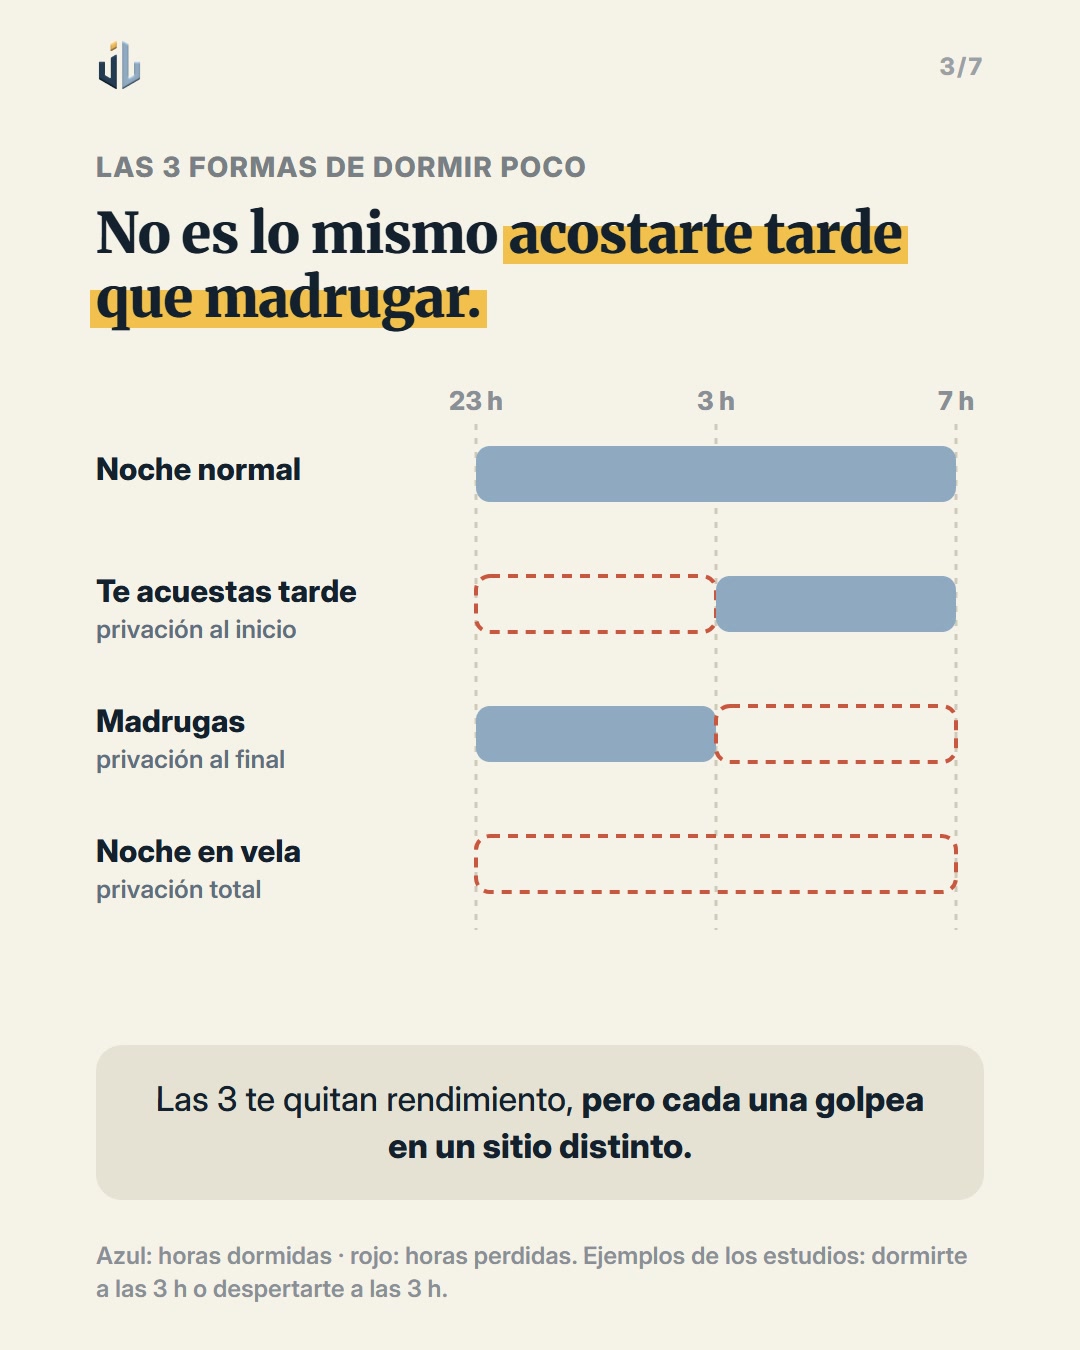 3/7
LAS 3 FORMAS DE DORMIR POCO
No es lo mismo acostarte tarde
que madrugar.
23 h 3 h 7 h
Noche normal
Te acuestas tarde
privación al inicio
Madrugas
privación al final
Noche en vela
privación total
Las 3 te quitan rendimiento, pero cada una golpea
en un sitio distinto.
Azul: horas dormidas · rojo: horas perdidas. Ejemplos de los estudios: dormirte
a las 3 h o despertarte a las 3 h.